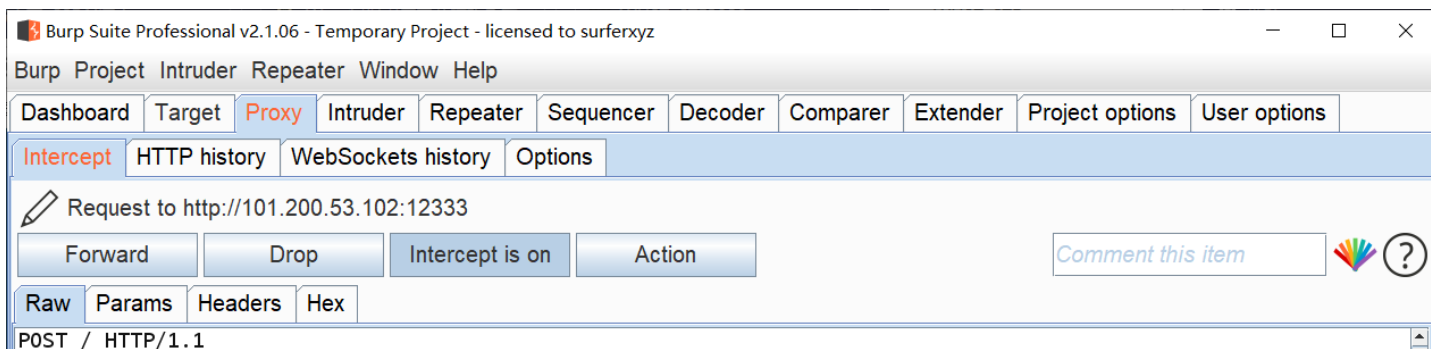 Burp Suite Professional v2.1.06 - Temporary Project - licensed to surferxyz
Burp Project Intruder Repeater Window Help
Dashboard Target Proxy Intruder Repeater Sequencer Decoder Comparer Extender Project options User options
Intercept HTTP history WebSockets history Options
Request to http://101.200.53.102:12333
Forward Drop Intercept is on Action Comment this item ?
Raw Params Headers Hex
POST / HTTP/1.1